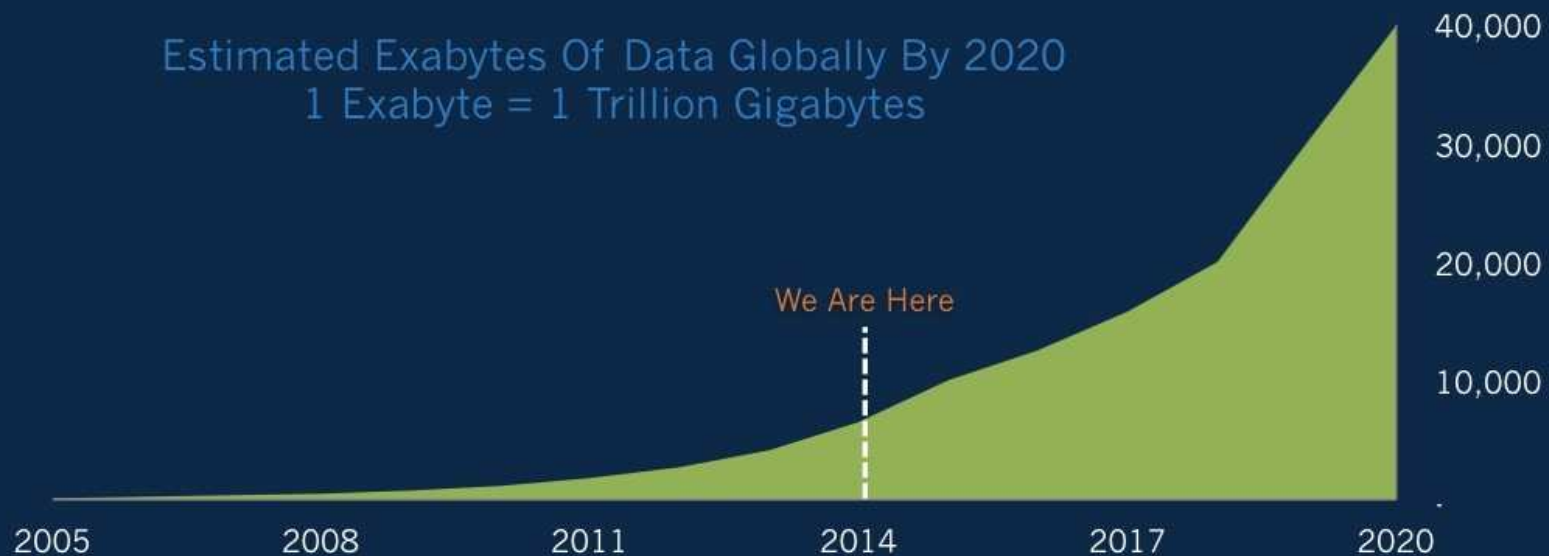 Estimated Exabytes Of Data Globally By 2020
1 Exabyte = 1 Trillion Gigabytes
40,000
30,000
20,000
We Are Here
10,000
-
2005 2008 2011 2014 2017 2020